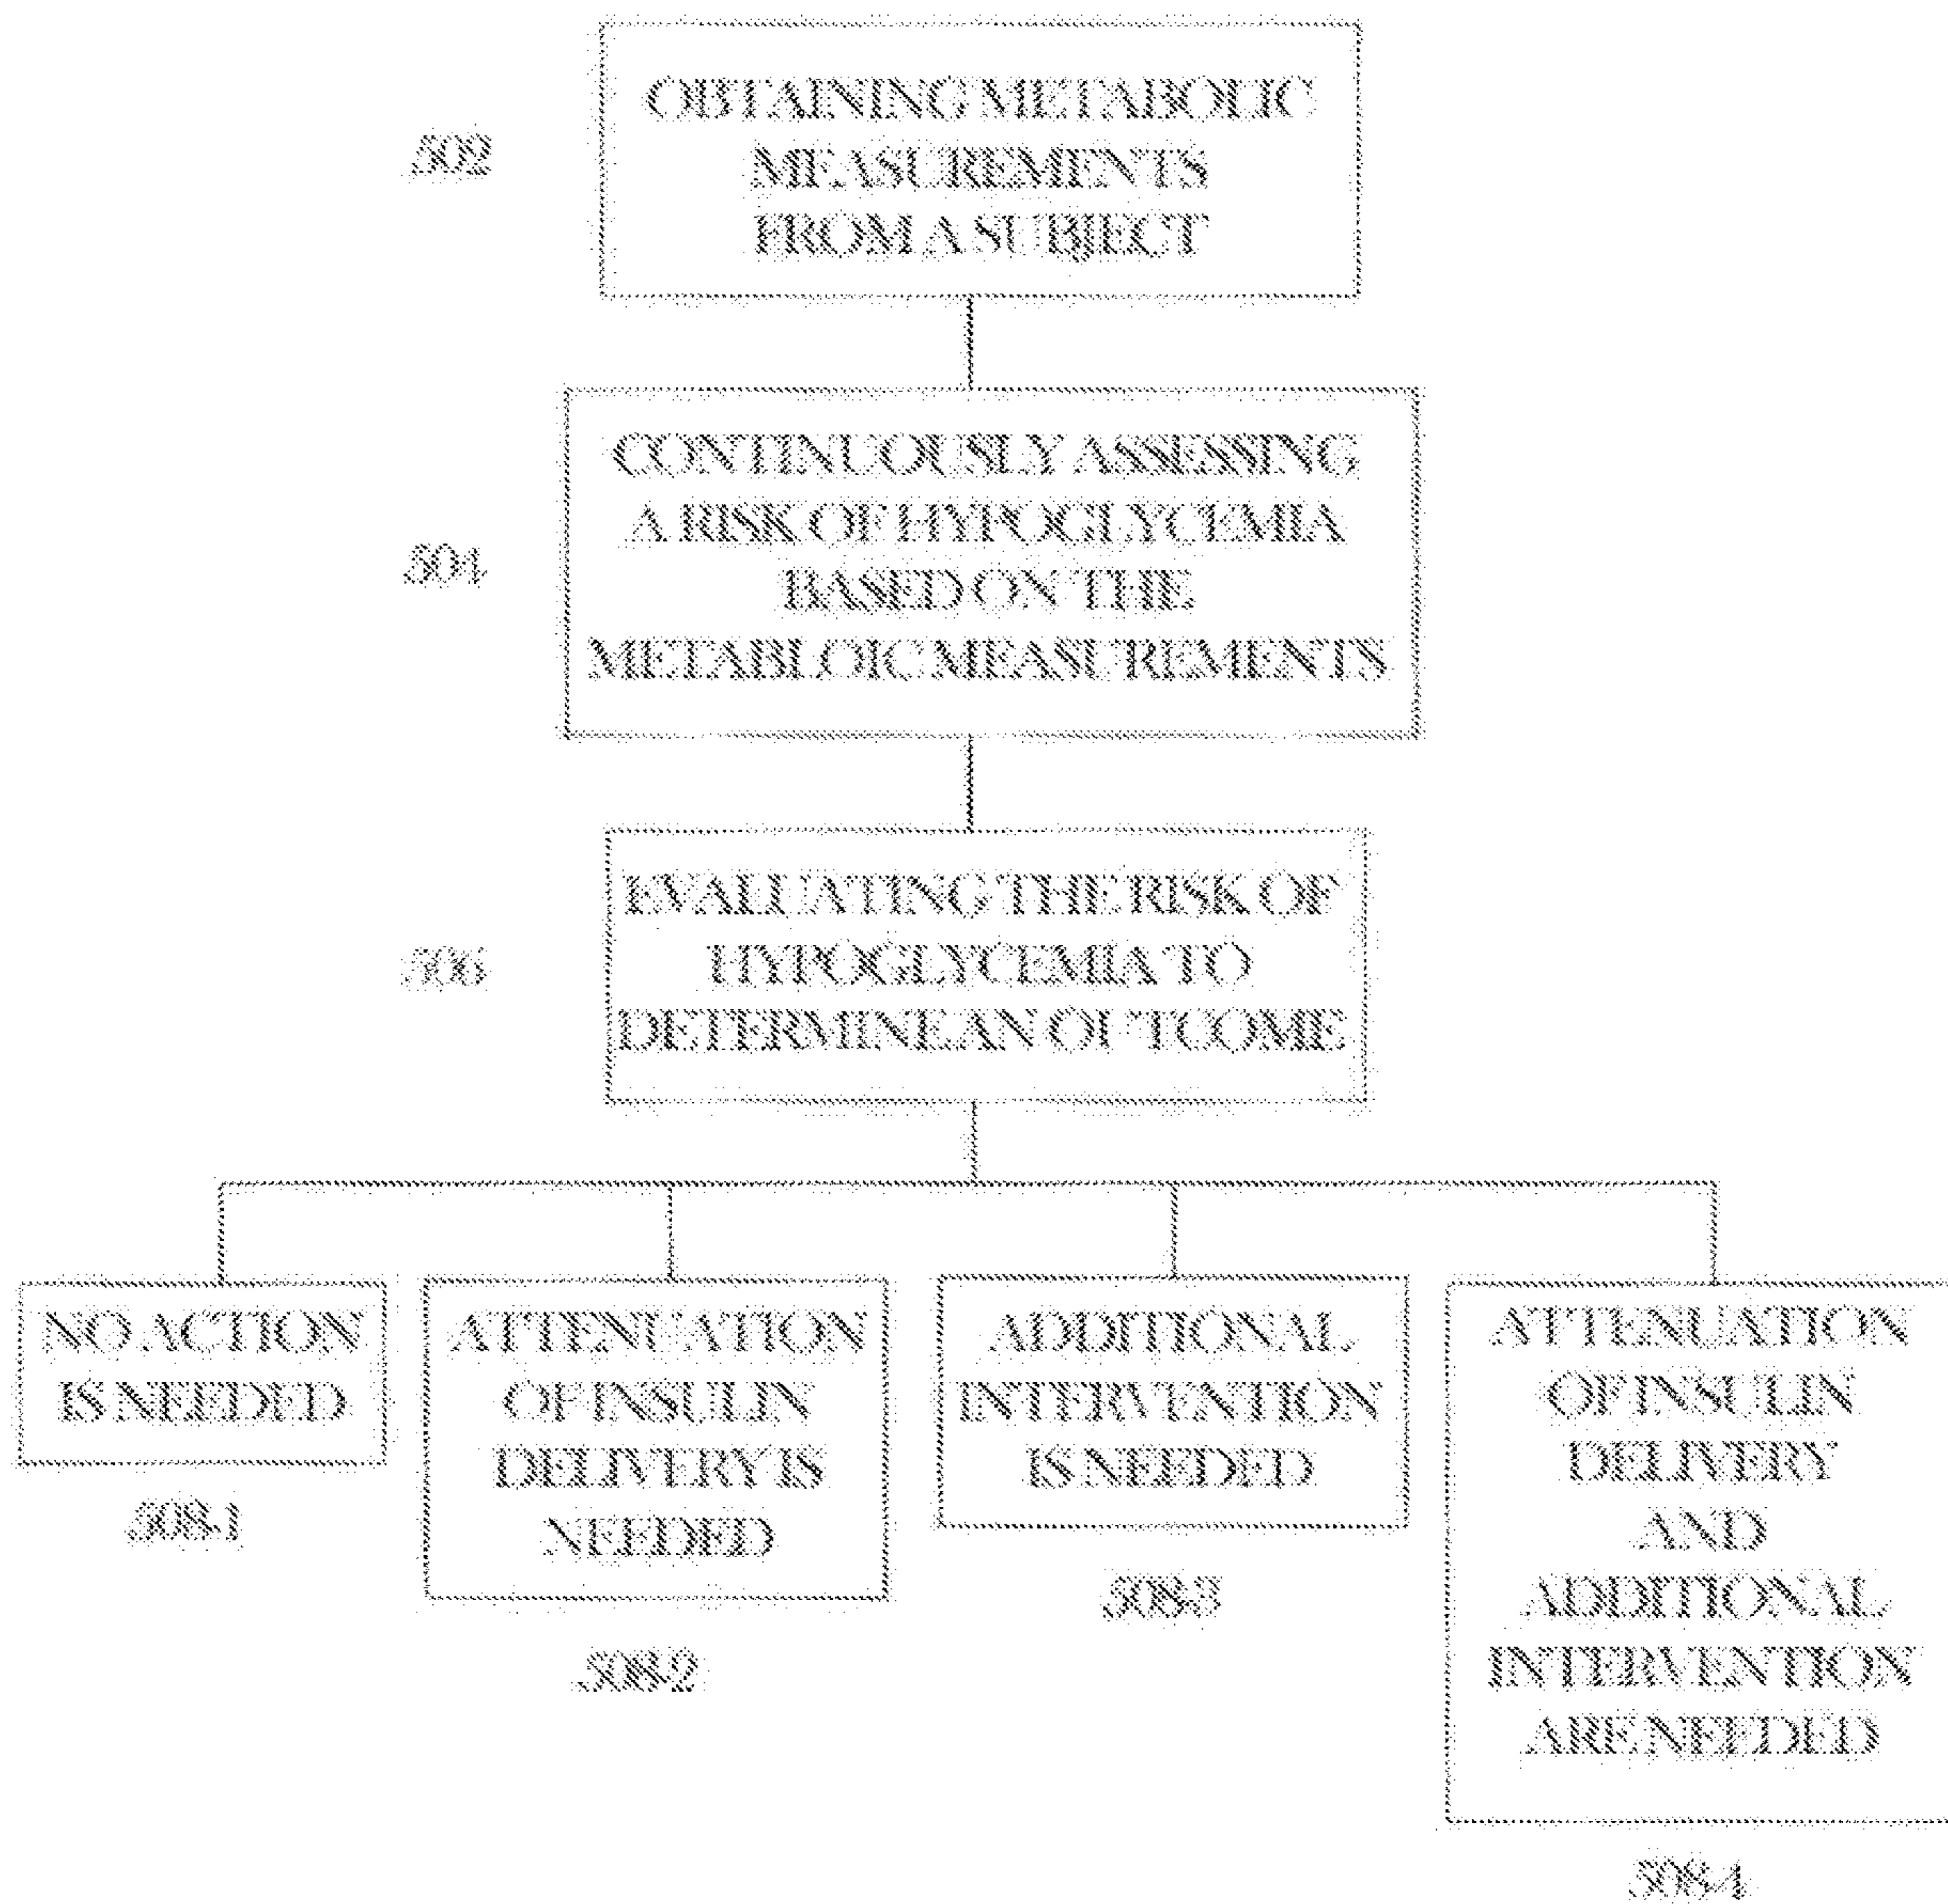 502
OBTAINING METABOLIC
MEASUREMENTS
FROM A SUBJECT
504
CONTINUOUSLY ASSESSING
A RISK OF HYPOGLYCEMIA
BASED ON THE
METABLOIC MEASUREMENTS
506
EVALUATING THE RISK OF
HYPOGLYCEMIA TO
DETERMINE AN OUTCOME
NO ACTION
IS NEEDED
508-1
ATTENUATION
OF INSULIN
DELIVERY IS
NEEDED
508-2
ADDITIONAL
INTERVENTION
IS NEEDED
508-3
ATTENUATION
OF INSULIN
DELIVERY
AND
ADDITIONAL
INTERVENTION
ARE NEEDED
508-4